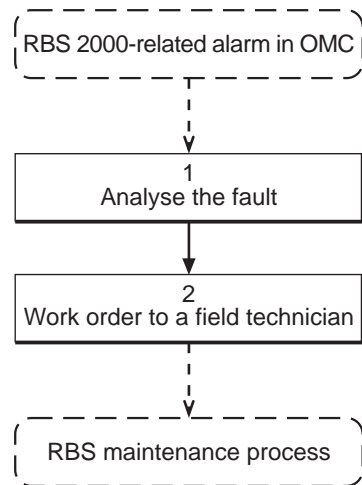 RBS 2000-related alarm in OMC
1
Analyse the fault
2
Work order to a field technician
RBS maintenance process